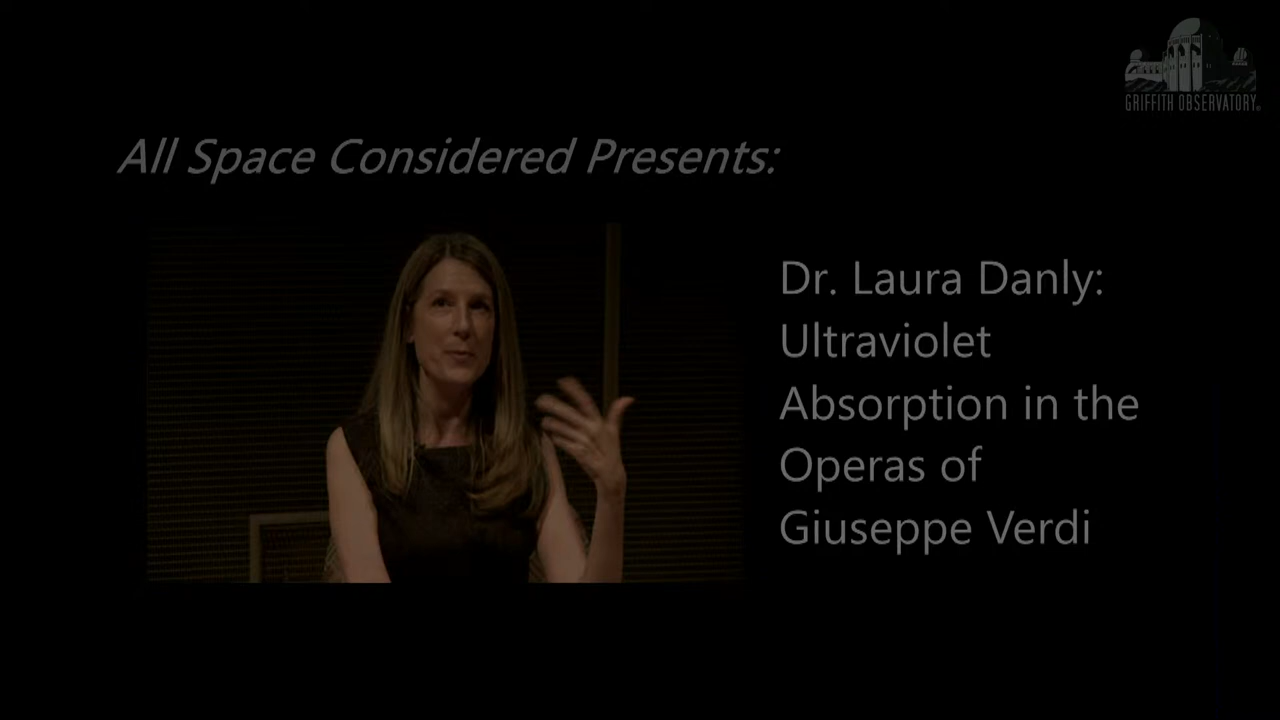 GRIFFITH OBSERVATORY®
All Space Considered Presents:
Dr. Laura Danly:
Ultraviolet
Absorption in the
Operas of
Giuseppe Verdi